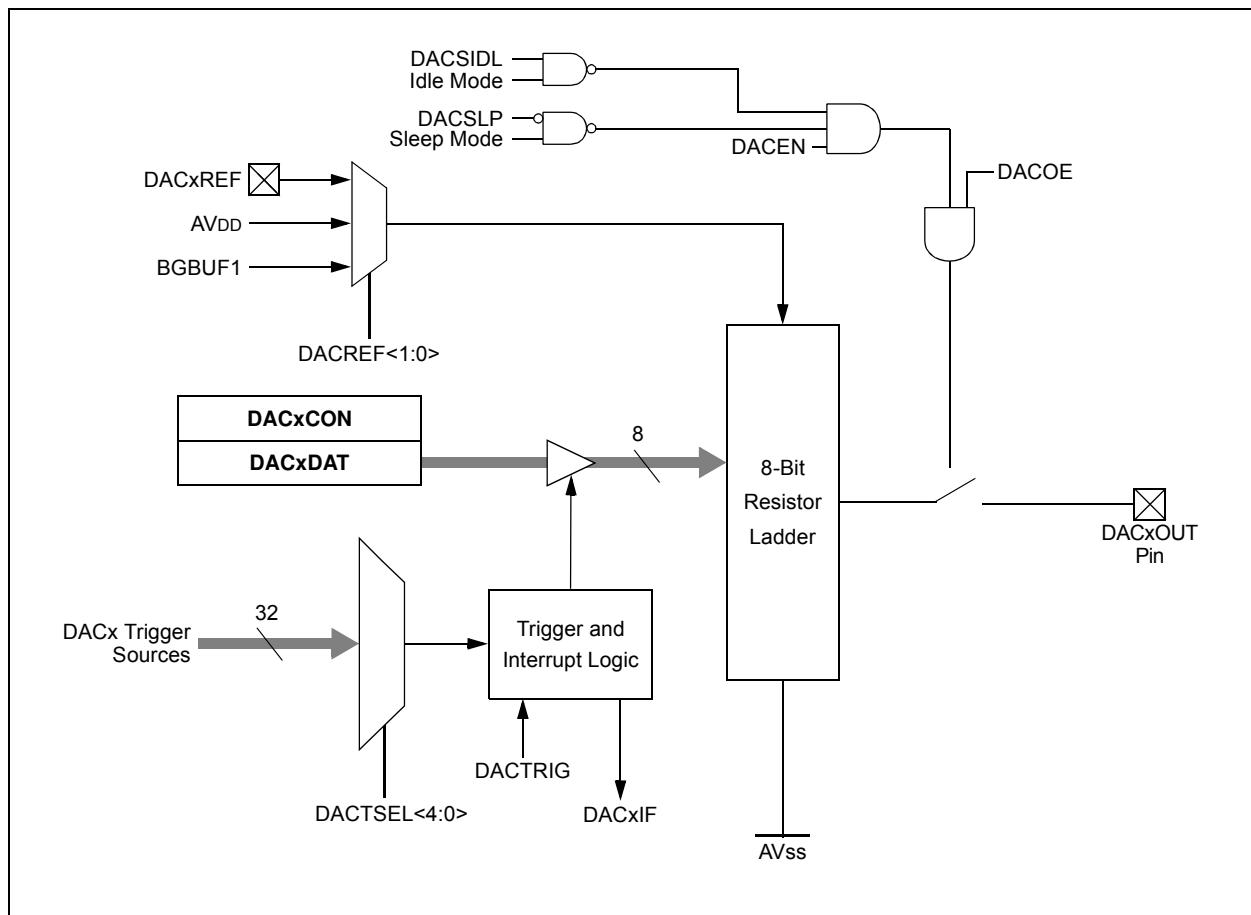 DACSIDL
Idle Mode
DACSLP
Sleep Mode
DACEN
DACOE
DACxREF
AVDD
BGBUF1
DACREF<1:0>
DACxCON
DACxDAT
8
8-Bit
Resistor
Ladder
DACxOUT
Pin
32
DACx Trigger
Sources
Trigger and
Interrupt Logic
DACTRIG
DACTSEL<4:0>
DACxIF
AVss